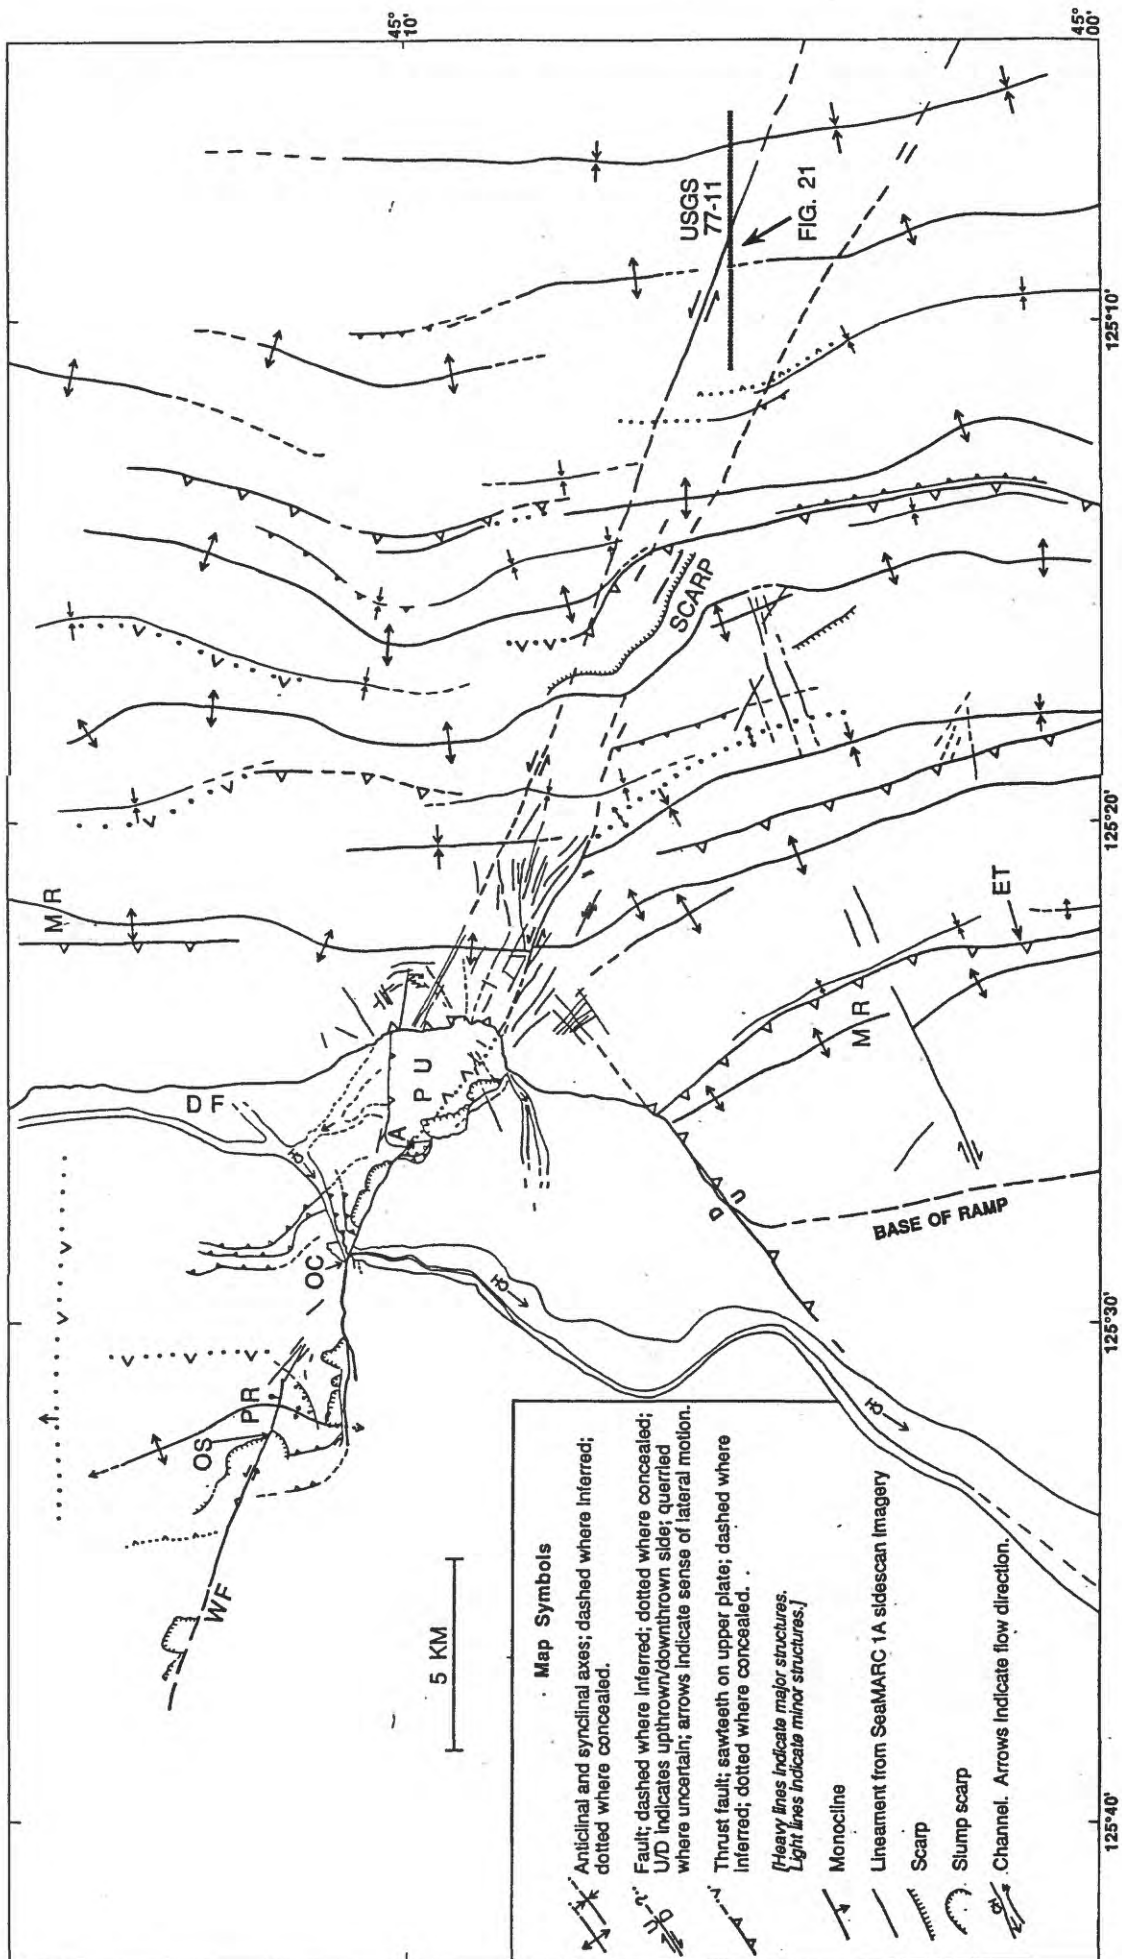 45°
10'
45°
00'
USGS
77-11
FIG. 21
125°10'
SCARP
125°20'
M R
ET
M R
D F
P U
A
CH
U
D
BASE OF RAMP
OC
CH
125°30'
P R
OS
CH
WF
5 KM
Map Symbols
Anticlinal and synclinal axes; dashed where inferred;
dotted where concealed.
Fault; dashed where inferred; dotted where concealed;
U/D indicates upthrown/downthrown side; querried
where uncertain; arrows indicate sense of lateral motion.
Thrust fault; sawteeth on upper plate; dashed where
inferred; dotted where concealed.
[Heavy lines indicate major structures.
Light lines indicate minor structures.]
Monocline
Lineament from SeaMARC 1A sidescan imagery
Scarp
Slump scarp
Channel. Arrows indicate flow direction.
U
D
?
CH
125°40'